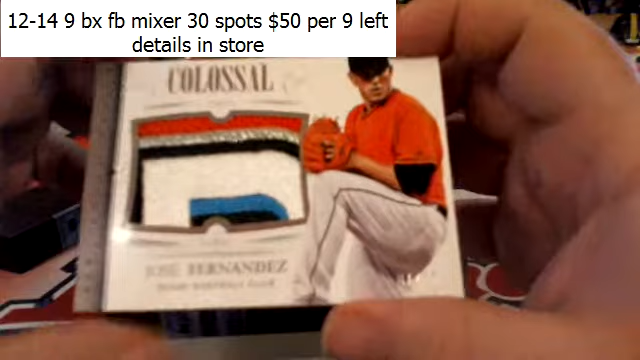 12-14 9 bx fb mixer 30 spots $50 per 9 left
details in store
COLOSSAL
JOSE FERNANDEZ